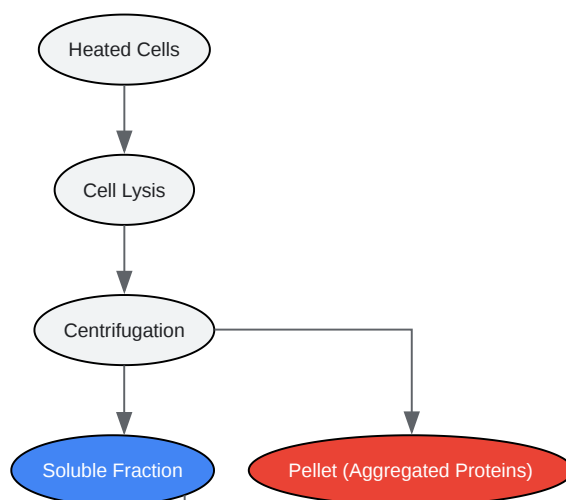 Heated Cells
Cell Lysis
Centrifugation
Soluble Fraction
Pellet (Aggregated Proteins)